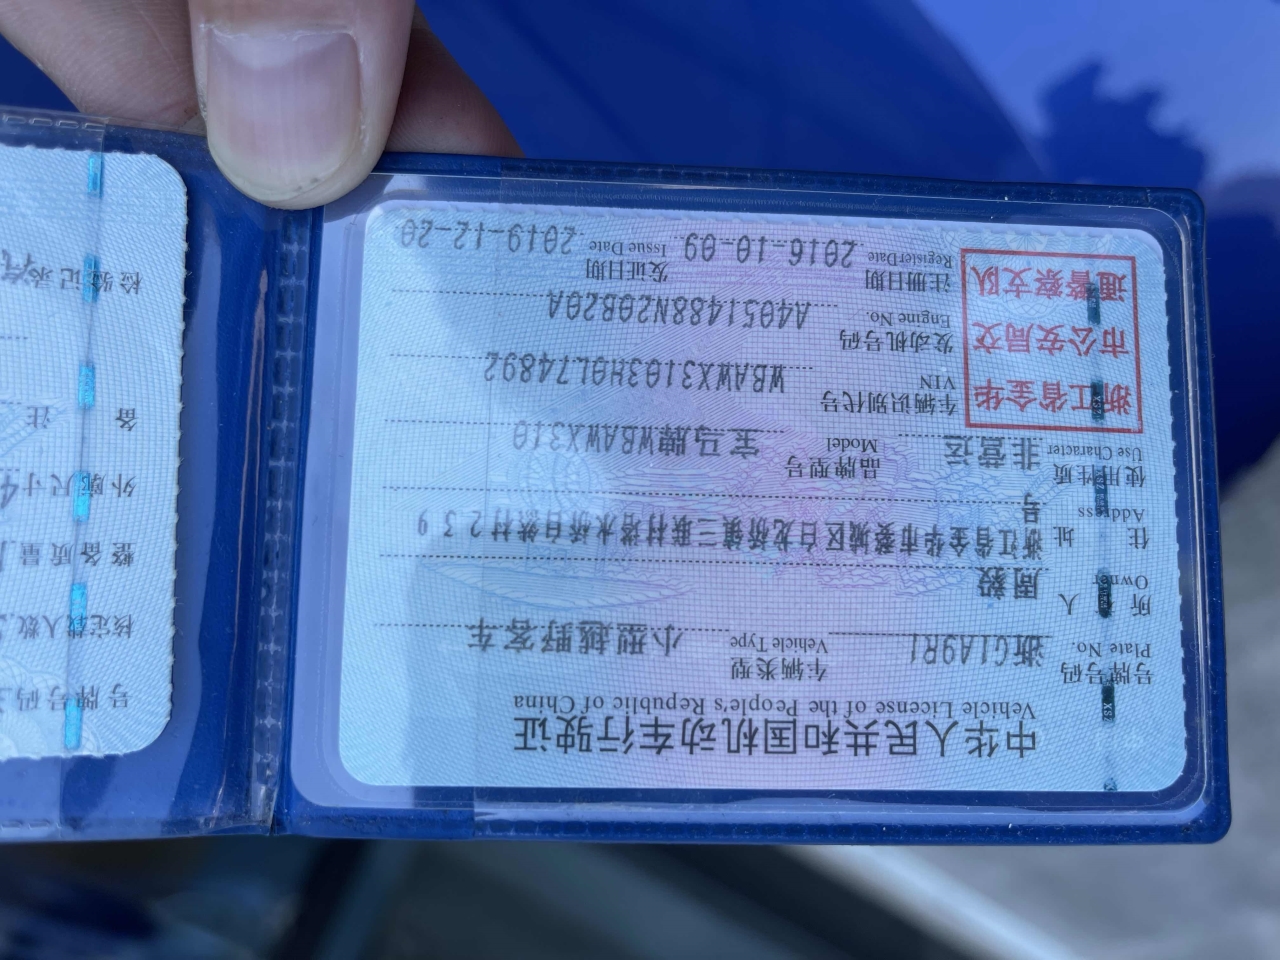 中华人民共和国机动车行驶证
Vehicle License of the People's Republic of China
号牌号码 浙G1A9R1 车辆类型 小型越野客车
Plate No. Vehicle Type
所有人 周毅
Owner
住址 浙江省金华市婺城区白龙桥镇三联村塔水桥自然村239
Address 号
使用性质 非营运 品牌型号 宝马牌WBAWX310
Use Character Model
浙江省金华
市公安局交
通警察支队
车辆识别代号 WBAWX3103H0L74892
VIN
发动机号码 A4051488N20B20A
Engine No.
注册日期 2016-10-09 发证日期 2019-12-20
Register Date Issue Date
号牌号码
核定载人数
整备质量
外廓尺寸 4
备注
检验记录 汽